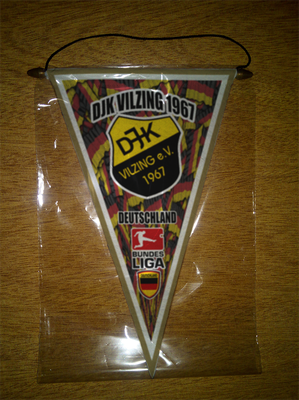 DJK VILZING 1967
DJK
VILZING e.V.
1967
DEUTSCHLAND
BUNDES
LIGA